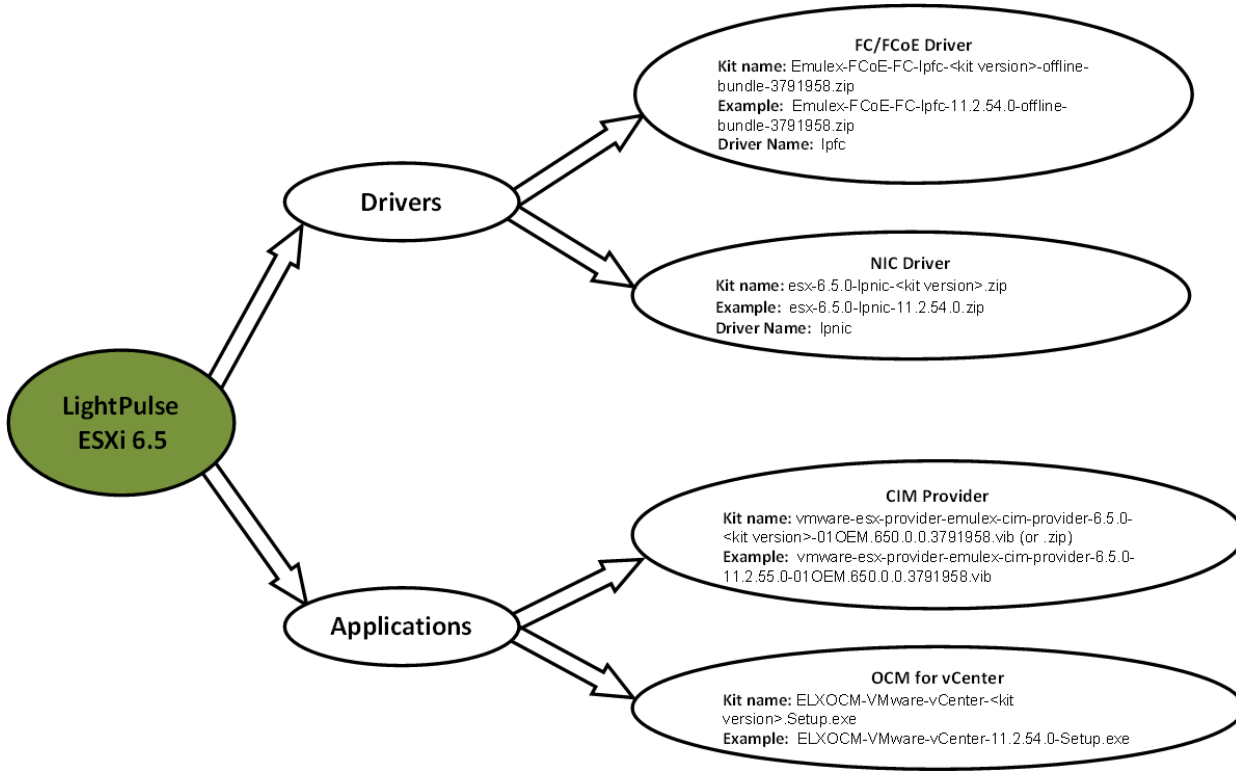 FC/FCoE Driver
Kit name: Emulex-FCoE-FC-lpfc-<kit version>-offline-
bundle-3791958.zip
Example: Emulex-FCoE-FC-lpfc-11.2.54.0-offline-
bundle-3791958.zip
Driver Name: lpfc
Drivers
NIC Driver
Kit name: esx-6.5.0-lpnic-<kit version>.zip
Example: esx-6.5.0-lpnic-11.2.54.0.zip
Driver Name: lpnic
LightPulse
ESXi 6.5
CIM Provider
Kit name: vmware-esx-provider-emulex-cim-provider-6.5.0-
<kit version>-01OEM.650.0.0.3791958.vib (or .zip)
Example: vmware-esx-provider-emulex-cim-provider-6.5.0-
11.2.55.0-01OEM.650.0.0.3791958.vib
Applications
OCM for vCenter
Kit name: ELXOCM-VMware-vCenter-<kit
version>.Setup.exe
Example: ELXOCM-VMware-vCenter-11.2.54.0-Setup.exe